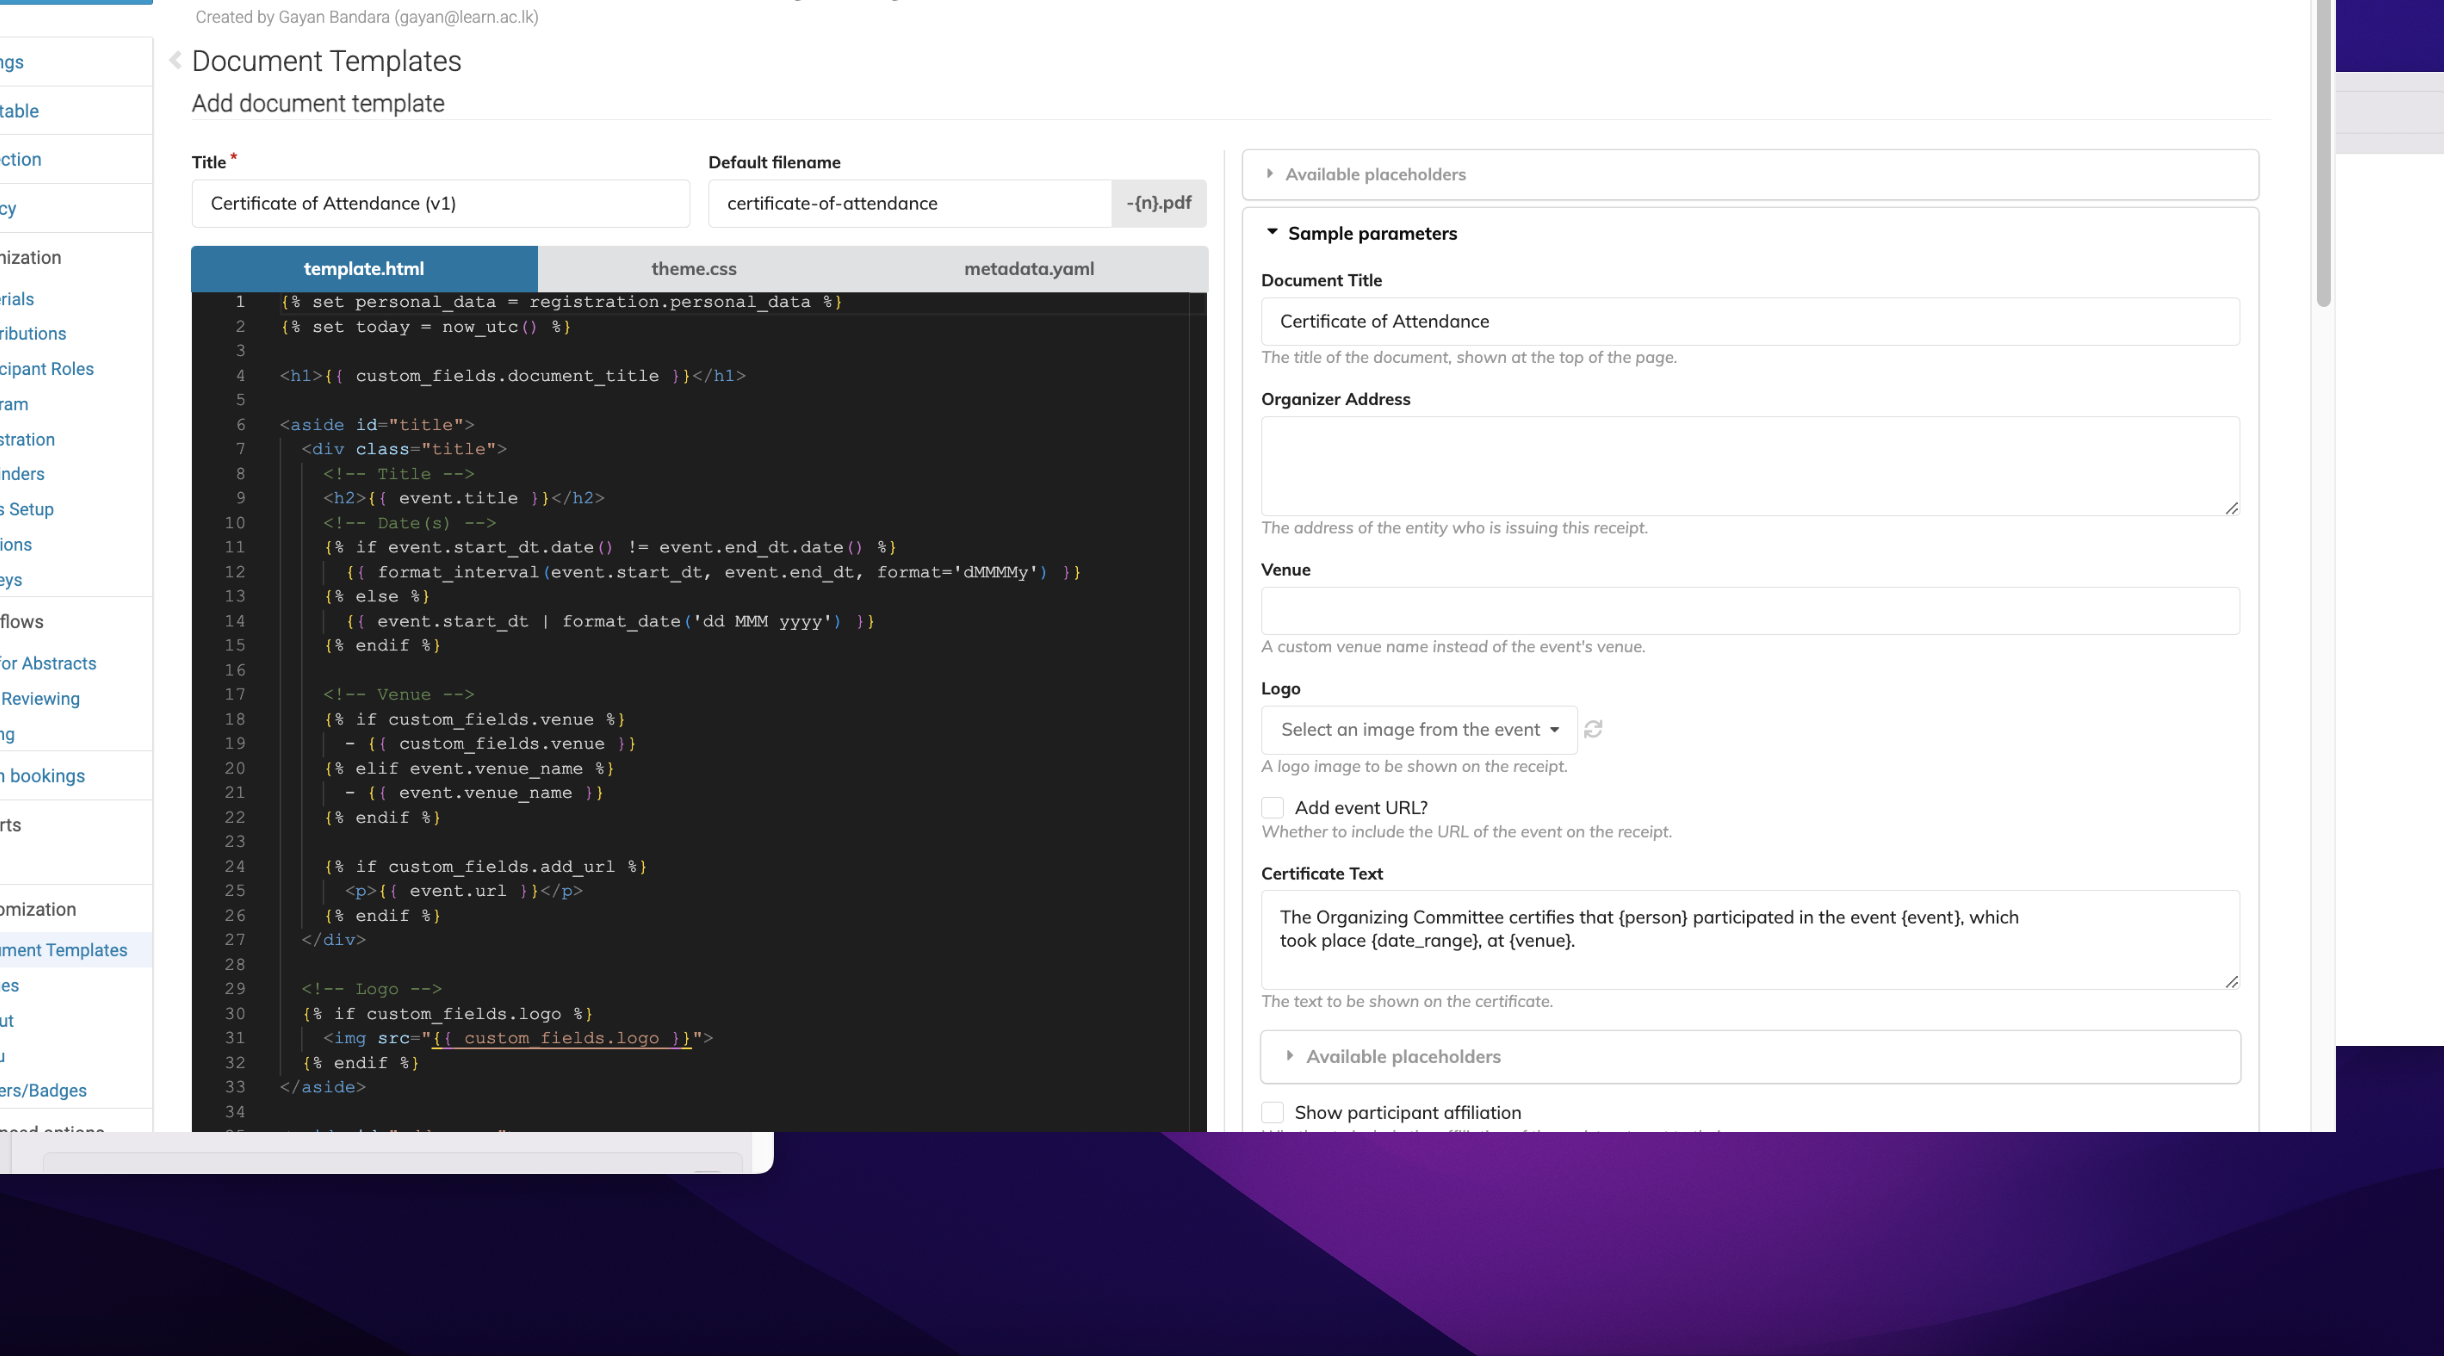 Created by Gayan Bandara (gayan@learn.ac.lk)
Document Templates
Add document template
ngs
table
ction
cy
nization
rials
ributions
cipant Roles
ram
stration
nders
s Setup
ions
eys
flows
for Abstracts
Reviewing
ng
n bookings
rts
omization
ment Templates
es
ut
u
ers/Badges
Title *
Certificate of Attendance (v1)
Default filename
certificate-of-attendance -{n}.pdf
template.html theme.css metadata.yaml
1 {% set personal_data = registration.personal_data %}
2 {% set today = now_utc() %}
3
4 <h1>{{ custom_fields.document_title }}</h1>
5
6 <aside id="title">
7 <div class="title">
8 <!-- Title -->
9 <h2>{{ event.title }}</h2>
10 <!-- Date(s) -->
11 {% if event.start_dt.date() != event.end_dt.date() %}
12 {{ format_interval(event.start_dt, event.end_dt, format='dMMMMy') }}
13 {% else %}
14 {{ event.start_dt | format_date('dd MMM yyyy') }}
15 {% endif %}
16
17 <!-- Venue -->
18 {% if custom_fields.venue %}
19 - {{ custom_fields.venue }}
20 {% elif event.venue_name %}
21 - {{ event.venue_name }}
22 {% endif %}
23
24 {% if custom_fields.add_url %}
25 <p>{{ event.url }}</p>
26 {% endif %}
27 </div>
28
29 <!-- Logo -->
30 {% if custom_fields.logo %}
31 <img src="{{ custom_fields.logo }}">
32 {% endif %}
33 </aside>
34
Available placeholders
Sample parameters
Document Title
Certificate of Attendance
The title of the document, shown at the top of the page.
Organizer Address
The address of the entity who is issuing this receipt.
Venue
A custom venue name instead of the event's venue.
Logo
Select an image from the event
A logo image to be shown on the receipt.
Add event URL?
Whether to include the URL of the event on the receipt.
Certificate Text
The Organizing Committee certifies that {person} participated in the event {event}, which
took place {date_range}, at {venue}.
The text to be shown on the certificate.
Available placeholders
Show participant affiliation